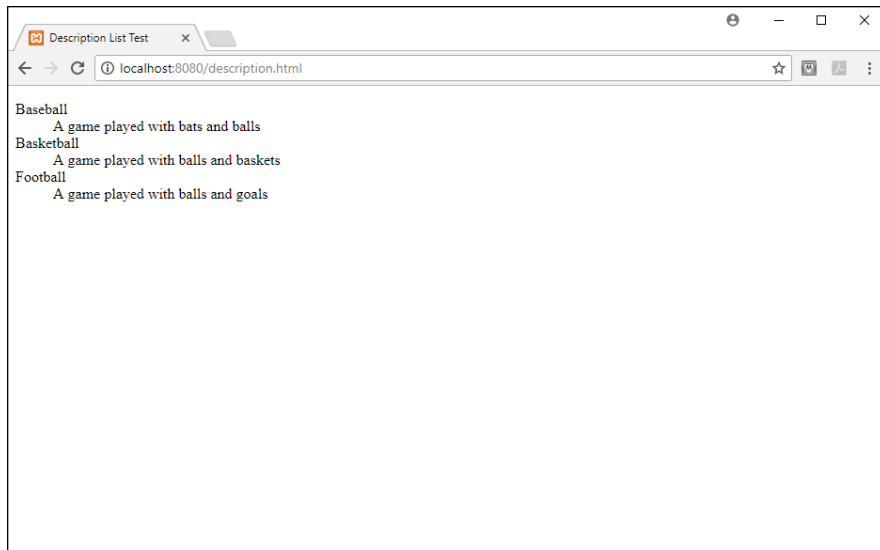 Description List Test
localhost:8080/description.html
Baseball
A game played with bats and balls
Basketball
A game played with balls and baskets
Football
A game played with balls and goals